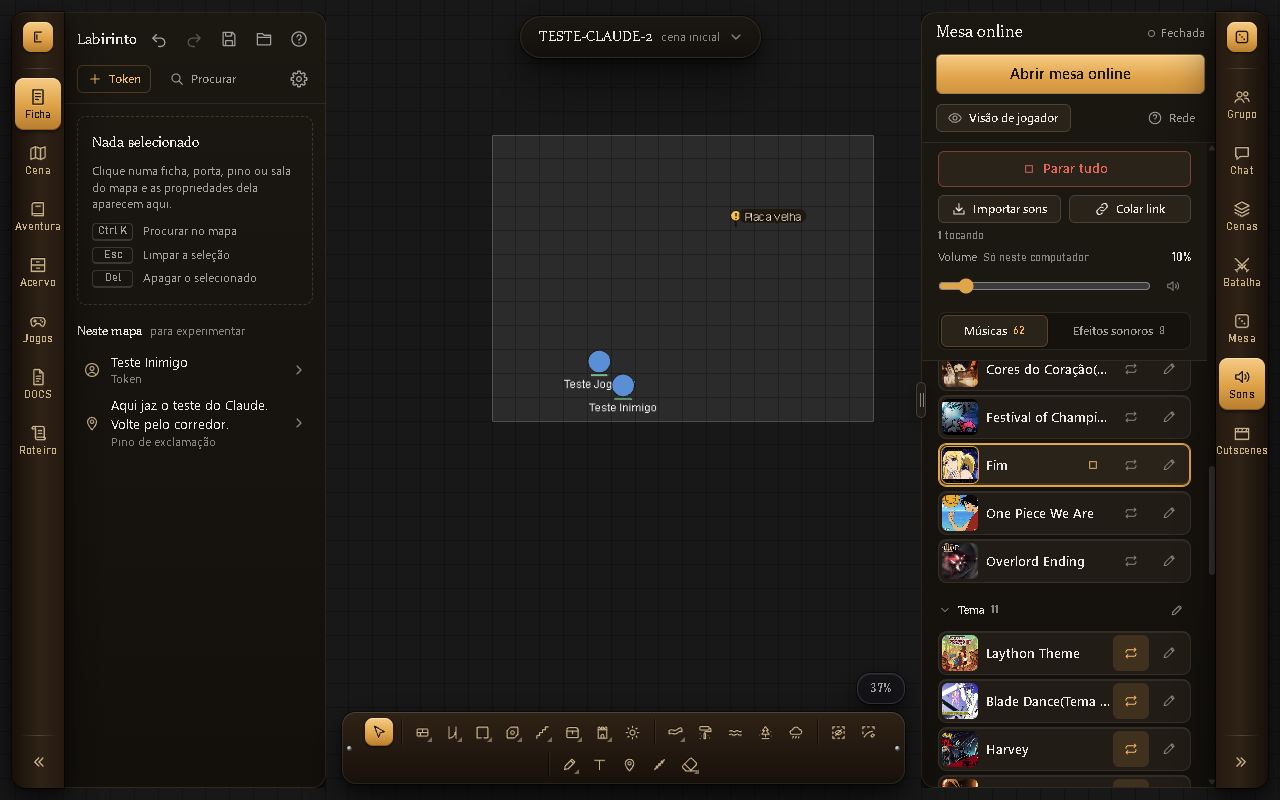 Labirinto
Token
Procurar
Ficha
Cena
Aventura
Acervo
Jogos
DOCS
Roteiro
Nada selecionado
Clique numa ficha, porta, pino ou sala
do mapa e as propriedades dela
aparecem aqui.
Ctrl K Procurar no mapa
Esc Limpar a seleção
Del Apagar o selecionado
Neste mapa para experimentar
Teste Inimigo
Token
Aqui jaz o teste do Claude.
Volte pelo corredor.
Pino de exclamação
TESTE-CLAUDE-2 cena inicial
Placa velha
Teste Jog
Teste Inimigo
37%
Mesa online
Fechada
Abrir mesa online
Visão de jogador
Rede
Parar tudo
Importar sons
Colar link
1 tocando
Volume Só neste computador 10%
Músicas 62
Efeitos sonoros 8
Cores do Coração(...
Festival of Champi...
Fim
One Piece We Are
Overlord Ending
Tema 11
Laython Theme
Blade Dance(Tema ...
Harvey
Grupo
Chat
Cenas
Batalha
Mesa
Sons
Cutscenes